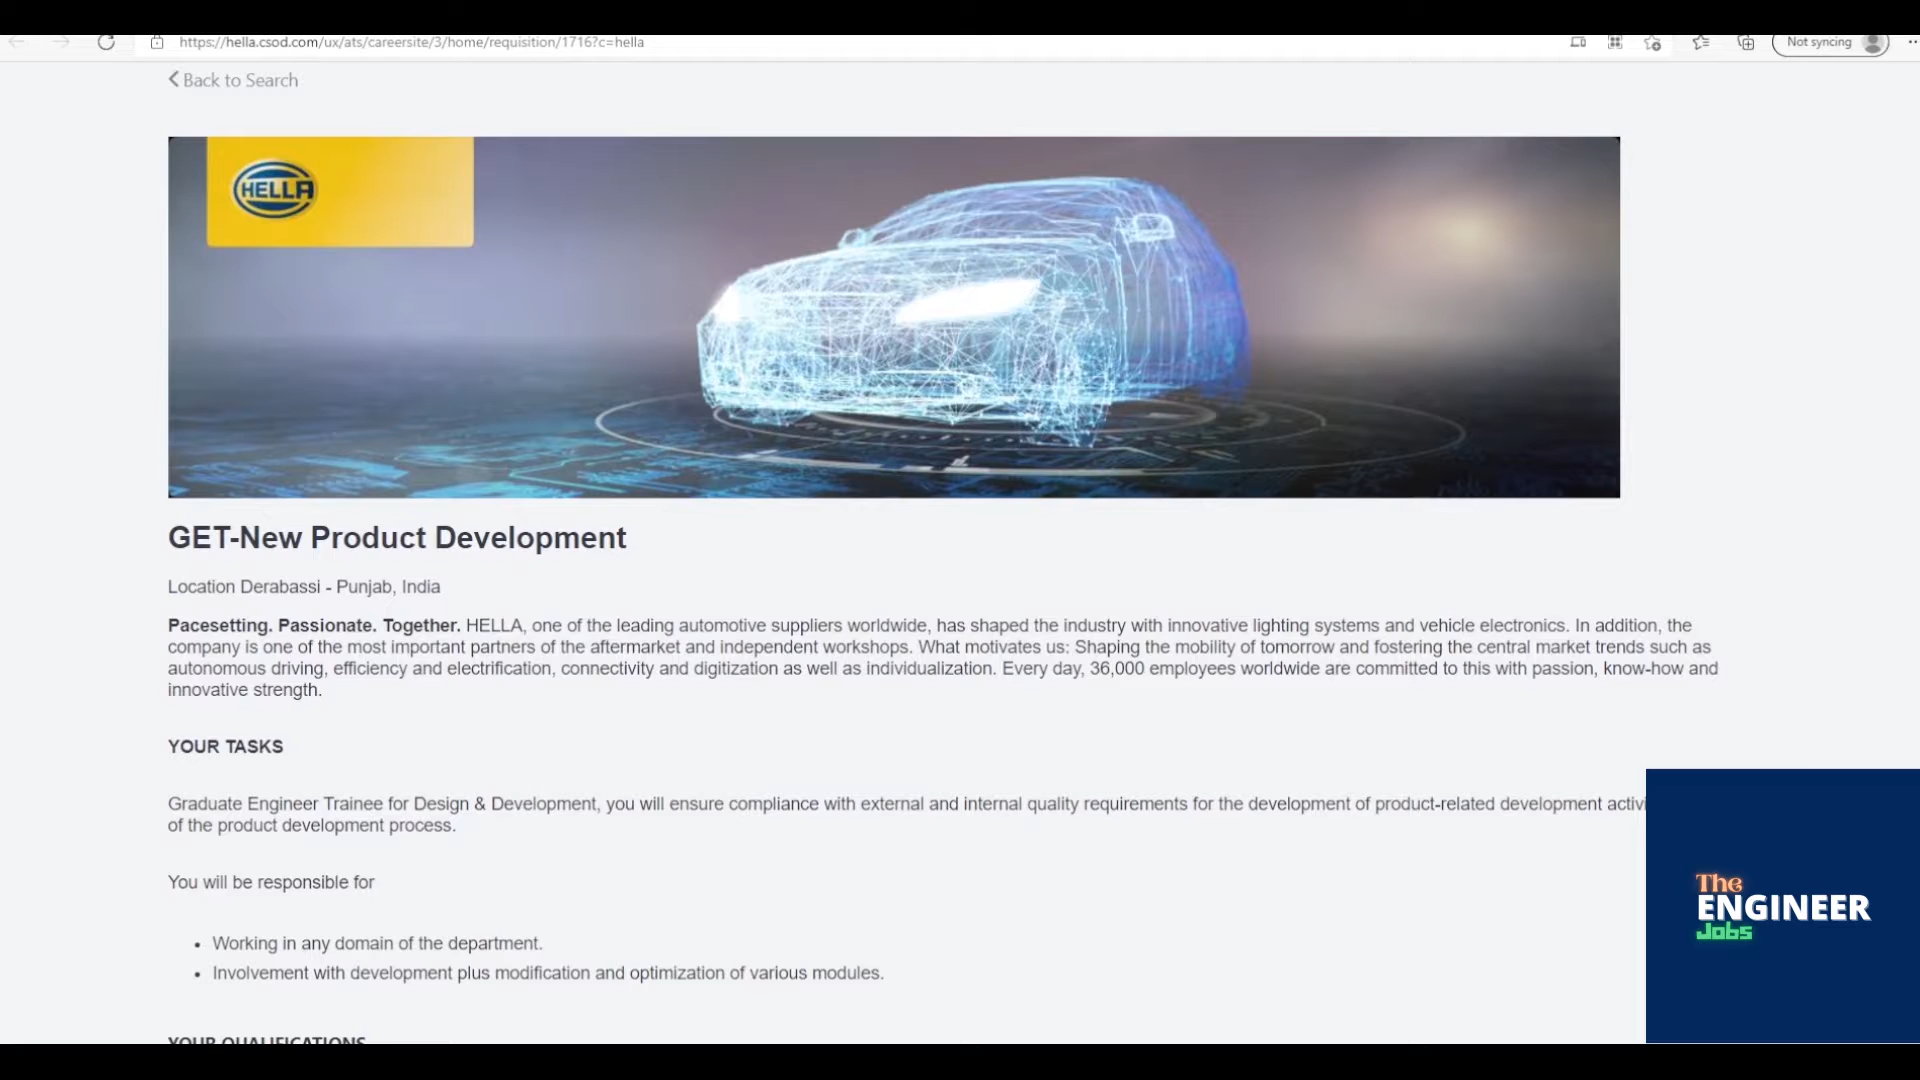 https://hella.csod.com/ux/ats/careersite/3/home/requisition/1716?c=hella
Not syncing
Back to Search
HELLA
GET-New Product Development
Location Derabassi - Punjab, India
Pacesetting. Passionate. Together. HELLA, one of the leading automotive suppliers worldwide, has shaped the industry with innovative lighting systems and vehicle electronics. In addition, the
company is one of the most important partners of the aftermarket and independent workshops. What motivates us: Shaping the mobility of tomorrow and fostering the central market trends such as
autonomous driving, efficiency and electrification, connectivity and digitization as well as individualization. Every day, 36,000 employees worldwide are committed to this with passion, know-how and
innovative strength.
YOUR TASKS
Graduate Engineer Trainee for Design & Development, you will ensure compliance with external and internal quality requirements for the development of product-related development activi
of the product development process.
You will be responsible for
• Working in any domain of the department.
• Involvement with development plus modification and optimization of various modules.
The
ENGINEER
Jobs
YOUR QUALIFICATIONS